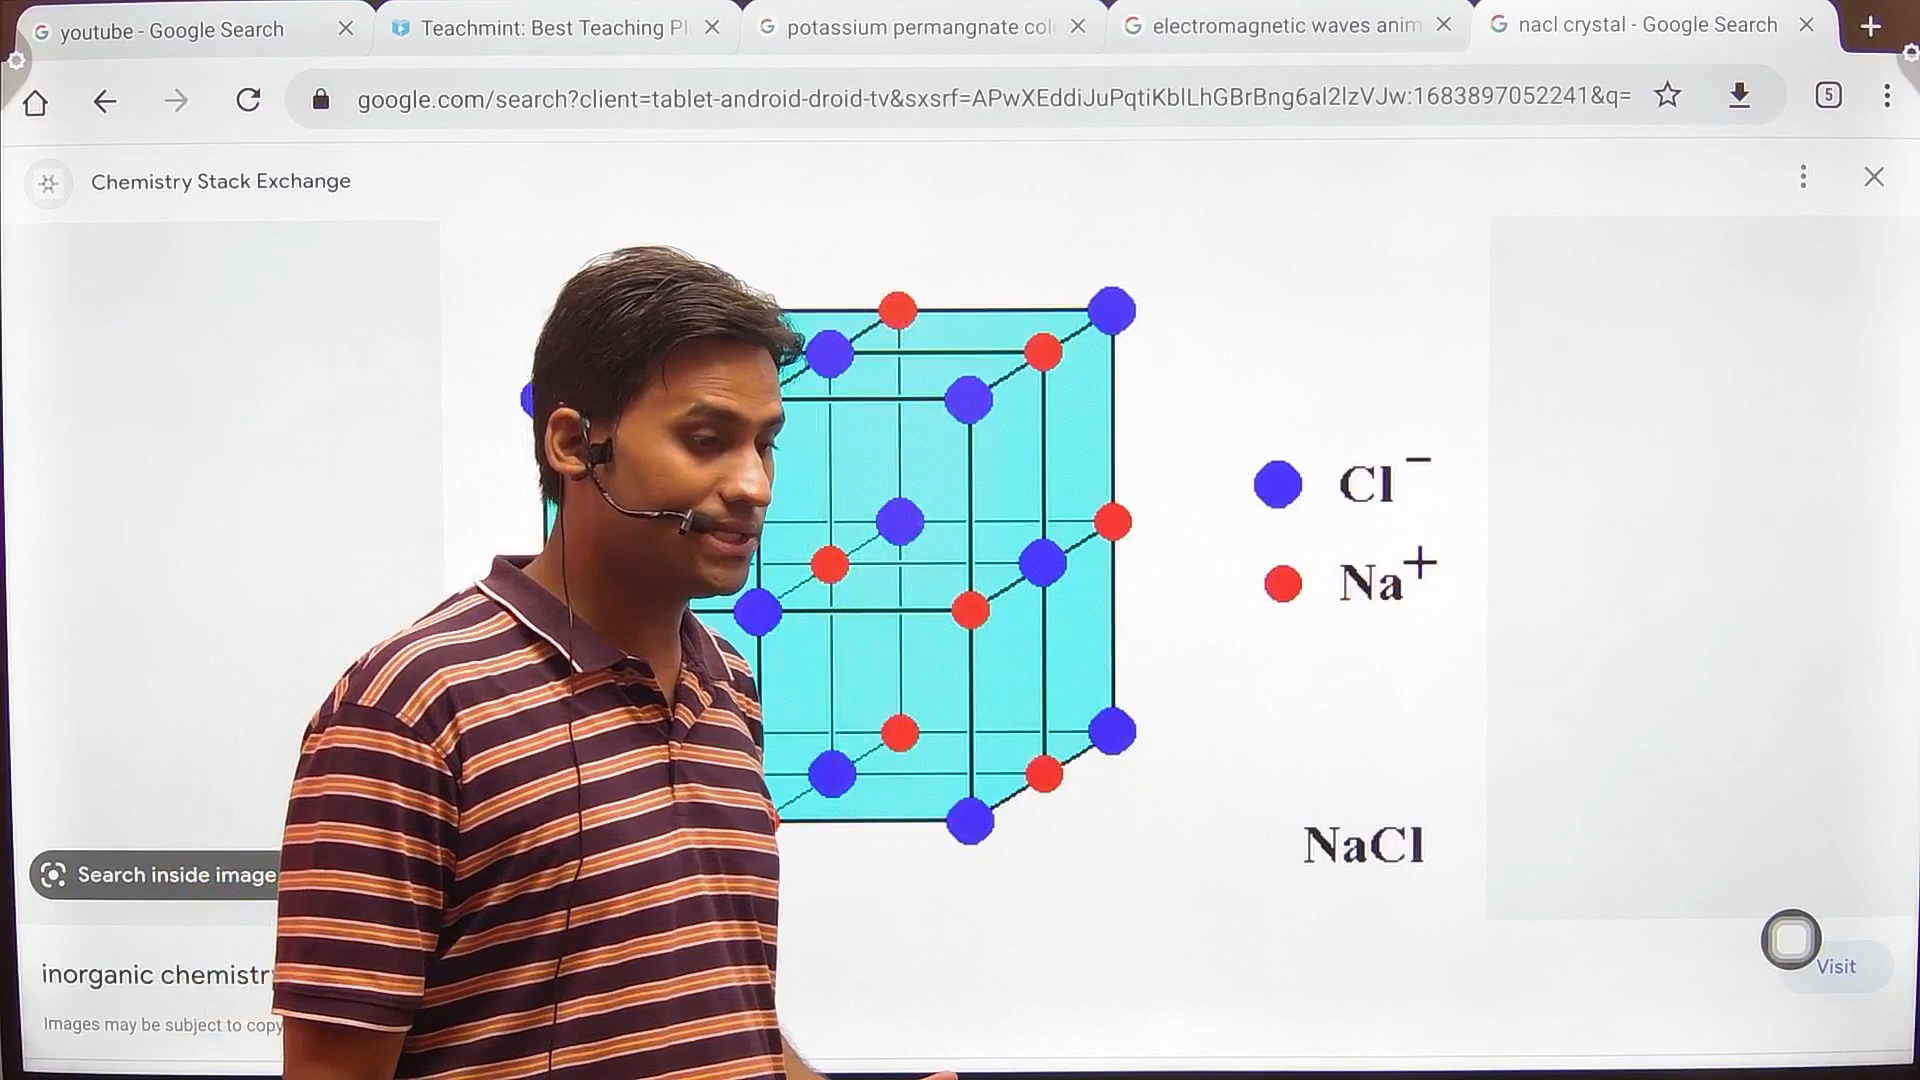 youtube - Google Search
Teachmint: Best Teaching Pl
potassium permangnate col
electromagnetic waves anim
nacl crystal - Google Search
google.com/search?client=tablet-android-droid-tv&sxsrf=APwXEddiJuPqtiKblLhGBrBng6al2lzVJw:1683897052241&q=
5
Chemistry Stack Exchange
Cl⁻
Na⁺
NaCl
Search inside image
inorganic chemistr
Visit
Images may be subject to copy